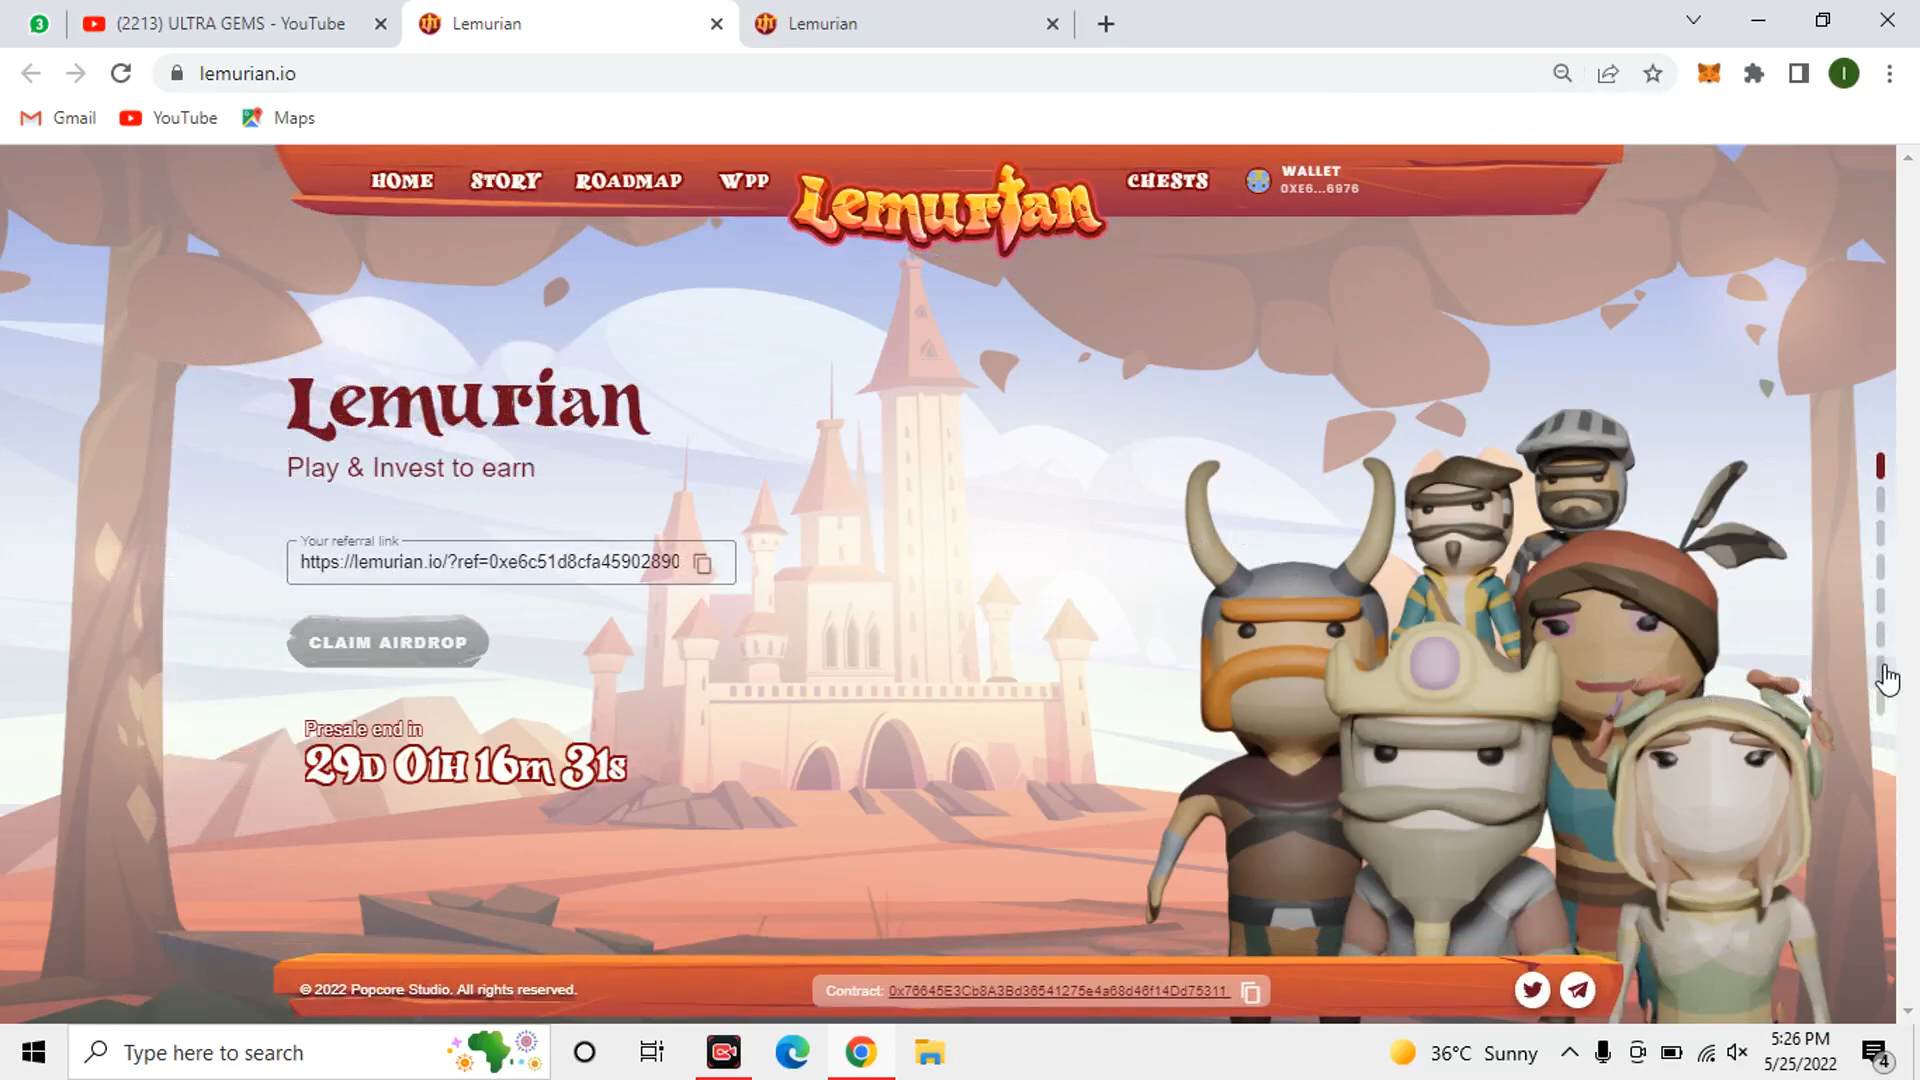 3
(2213) ULTRA GEMS - YouTube
Lemurian
Lemurian
lemurian.io
I
Gmail
YouTube
Maps
HOME
STORY
ROADMAP
WPP
Lemurian
CHESTS
WALLET
0XE6...6976
Lemurian
Play & Invest to earn
Your referral link
https://lemurian.io/?ref=0xe6c51d8cfa45902890
CLAIM AIRDROP
Presale end in
29D 01H 16m 31s
© 2022 Popcore Studio. All rights reserved.
Contract: 0x76645E3Cb8A3Bd36541275e4a68d46f14Dd75311
Type here to search
36°C Sunny
5:26 PM
5/25/2022
4